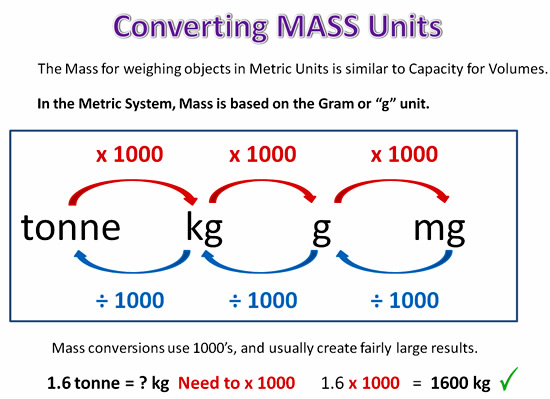 Converting MASS Units
The Mass for weighing objects in Metric Units is similar to Capacity for Volumes.
In the Metric System, Mass is based on the Gram or “g” unit.
x 1000 x 1000 x 1000
tonne kg g mg
÷ 1000 ÷ 1000 ÷ 1000
Mass conversions use 1000’s, and usually create fairly large results.
1.6 tonne = ? kg Need to x 1000 1.6 x 1000 = 1600 kg ✓